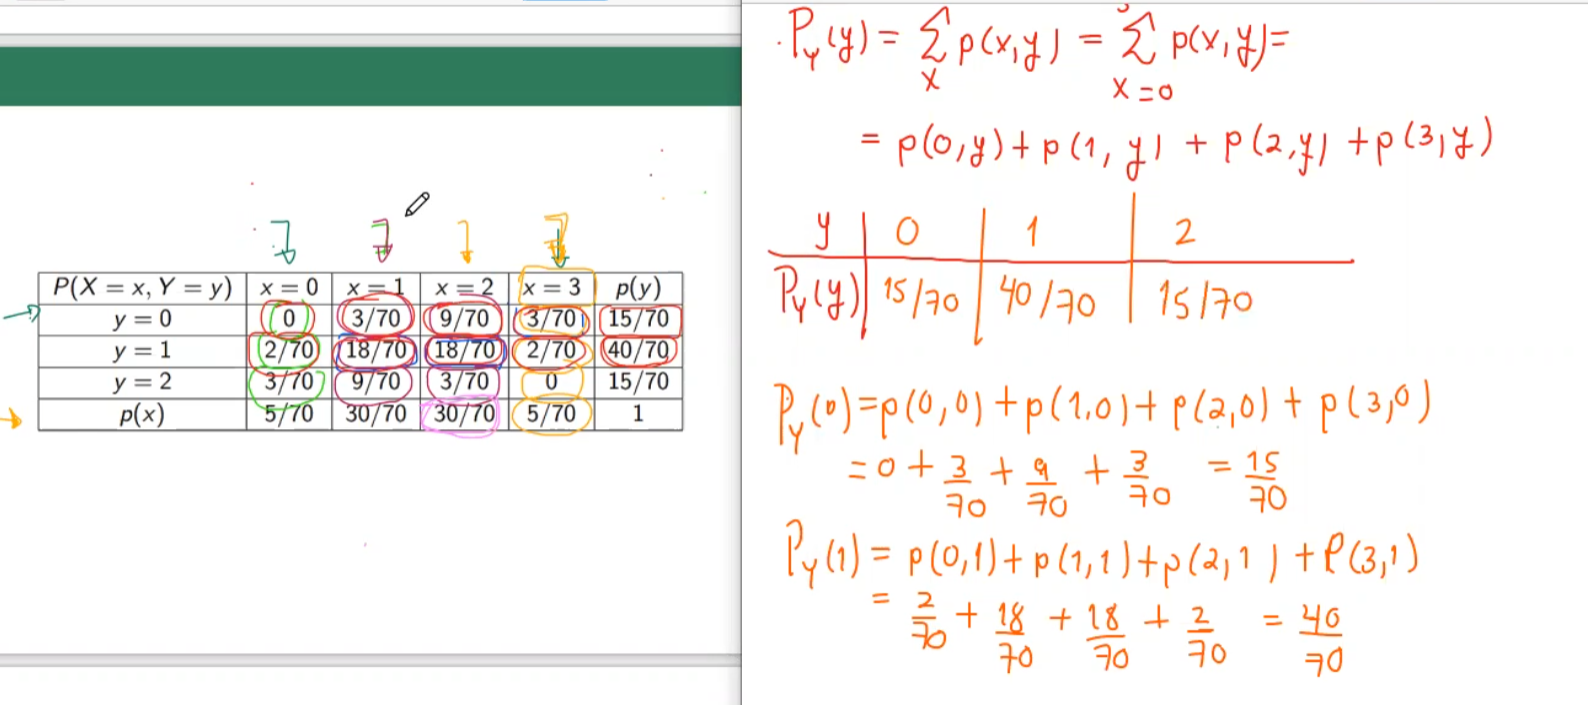 P(X = x, Y = y) x = 0 x = 1 x = 2 x = 3 p(y)
y = 0 0 3/70 9/70 3/70 15/70
y = 1 2/70 18/70 18/70 2/70 40/70
y = 2 3/70 9/70 3/70 0 15/70
p(x) 5/70 30/70 30/70 5/70 1
P_Y(y) = ∑_x p(x,y) = ∑_{x=0}^{3} p(x,y) =
= p(0,y) + p(1,y) + p(2,y) + p(3,y)
y 0 1 2
P_Y(y) 15/70 40/70 15/70
P_Y(0) = p(0,0) + p(1,0) + p(2,0) + p(3,0)
= 0 + 3/70 + 9/70 + 3/70 = 15/70
P_Y(1) = p(0,1) + p(1,1) + p(2,1) + P(3,1)
= 2/70 + 18/70 + 18/70 + 2/70 = 40/70